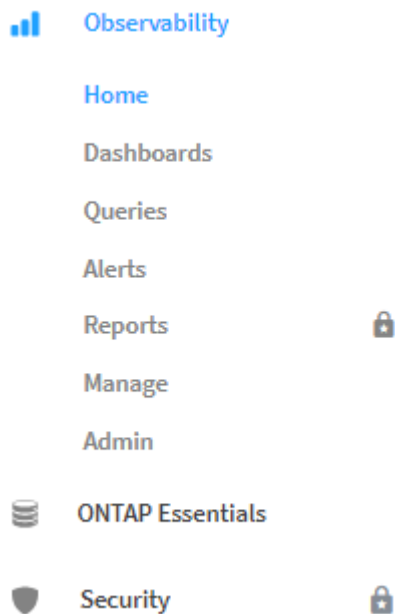 Observability
Home
Dashboards
Queries
Alerts
Reports
Manage
Admin
ONTAP Essentials
Security